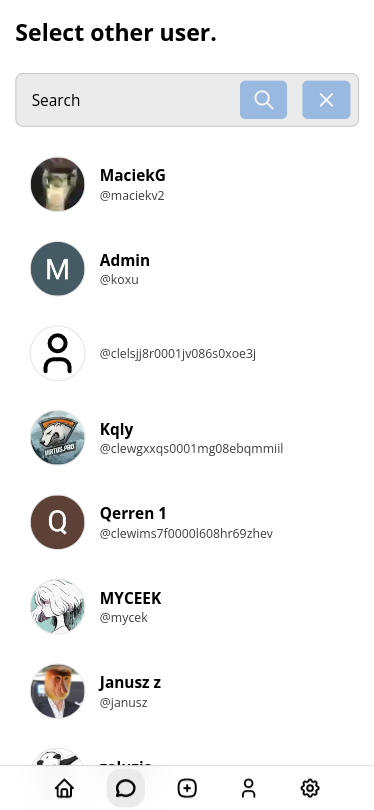 Select other user.
Search
MaciekG
@maciekv2
M
Admin
@koxu
@clelsjj8r0001jv086s0xoe3j
Kqly
@clewgxxqs0001mg08ebqmmiil
VIRTUS.PRO
Q
Qerren 1
@clewims7f0000l608hr69zhev
MYCEEK
@mycek
Janusz z
@janusz